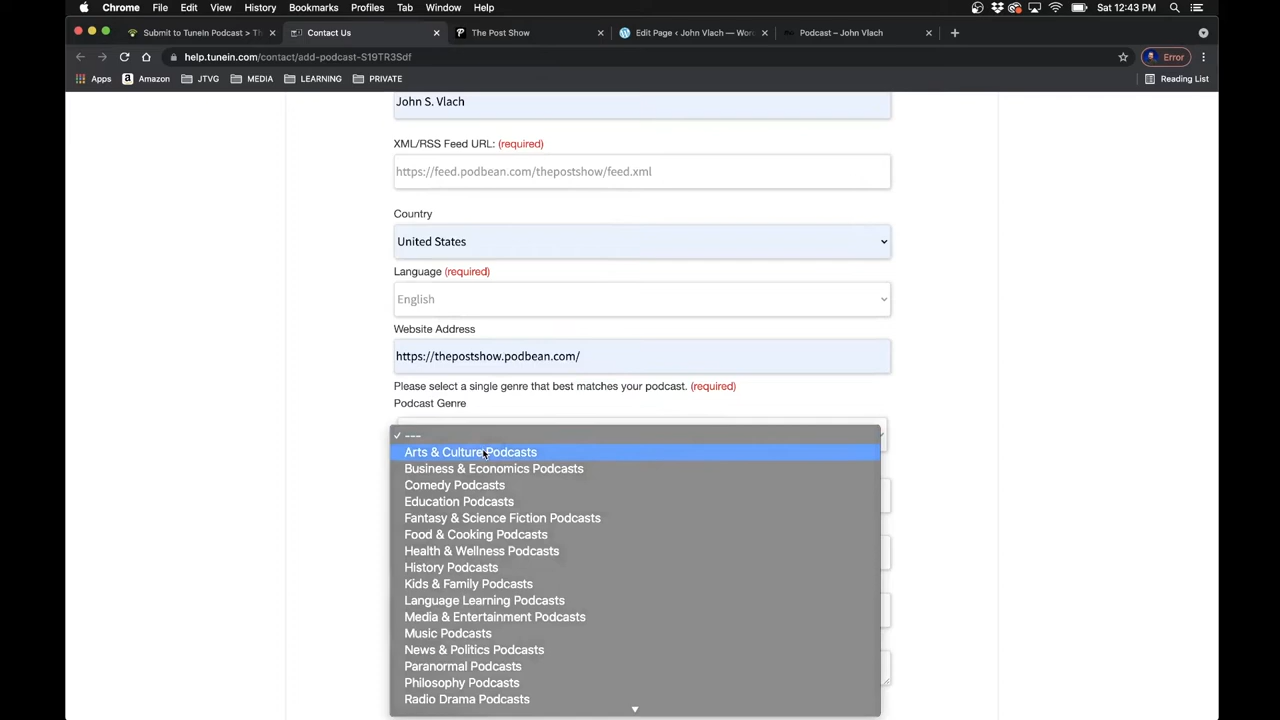 Chrome File Edit View History Bookmarks Profiles Tab Window Help Sat 12:43 PM
Submit to TuneIn Podcast > Th Contact Us The Post Show Edit Page ‹ John Vlach — Wor Podcast – John Vlach
help.tunein.com/contact/add-podcast-S19TR3Sdf Error
Apps Amazon JTVG MEDIA LEARNING PRIVATE Reading List
John S. Vlach
XML/RSS Feed URL: (required)
https://feed.podbean.com/thepostshow/feed.xml
Country
United States
Language (required)
English
Website Address
https://thepostshow.podbean.com/
Please select a single genre that best matches your podcast. (required)
Podcast Genre
✓ ---
Arts & Culture Podcasts
Business & Economics Podcasts
Comedy Podcasts
Education Podcasts
Fantasy & Science Fiction Podcasts
Food & Cooking Podcasts
Health & Wellness Podcasts
History Podcasts
Kids & Family Podcasts
Language Learning Podcasts
Media & Entertainment Podcasts
Music Podcasts
News & Politics Podcasts
Paranormal Podcasts
Philosophy Podcasts
Radio Drama Podcasts